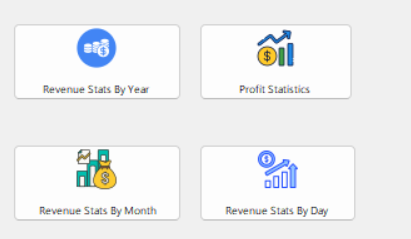 Revenue Stats By Year
Profit Statistics
Revenue Stats By Month
Revenue Stats By Day